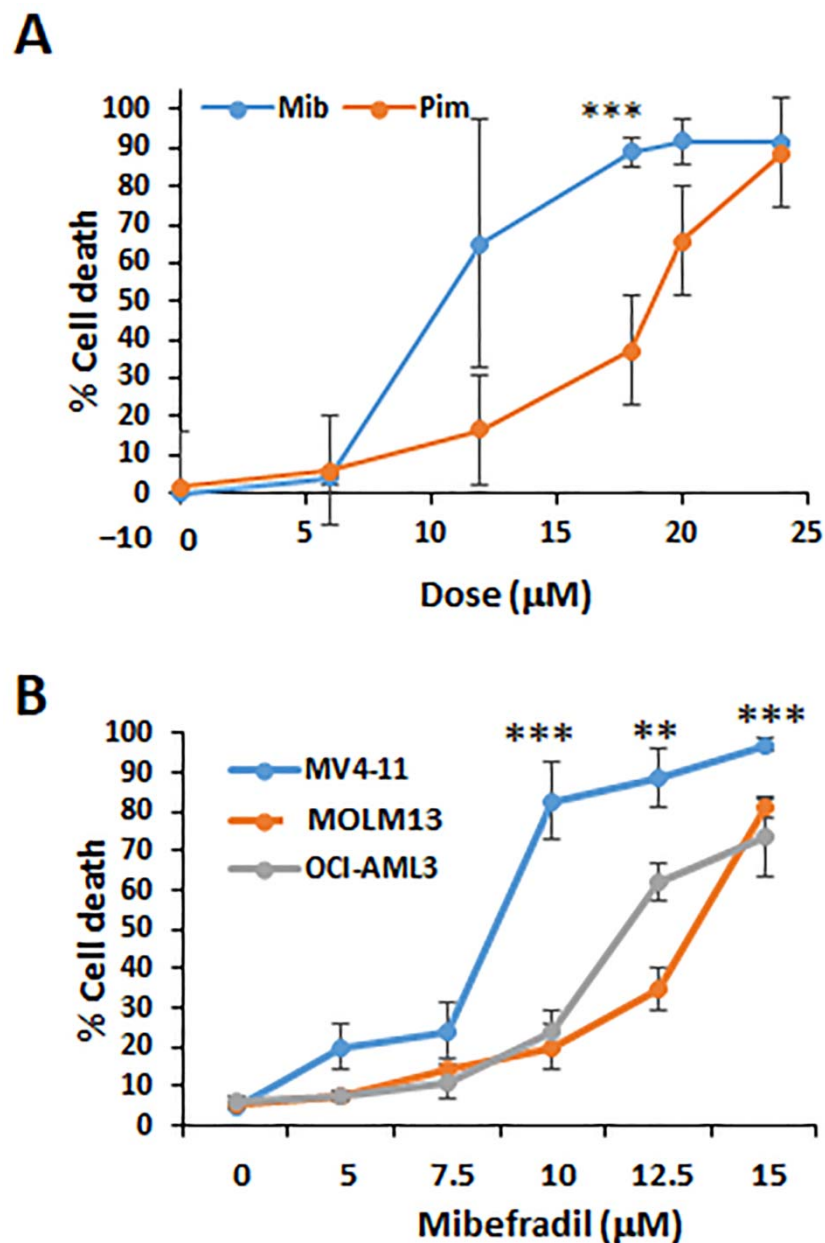 A
Mib Pim
***
100
90
80
70
60
50
40
30
20
10
0
−10
% Cell death
0 5 10 15 20 25
Dose (μM)
B
*** ** ***
MV4-11
MOLM13
OCI-AML3
100
90
80
70
60
50
40
30
20
10
0
% Cell death
0 5 7.5 10 12.5 15
Mibefradil (μM)